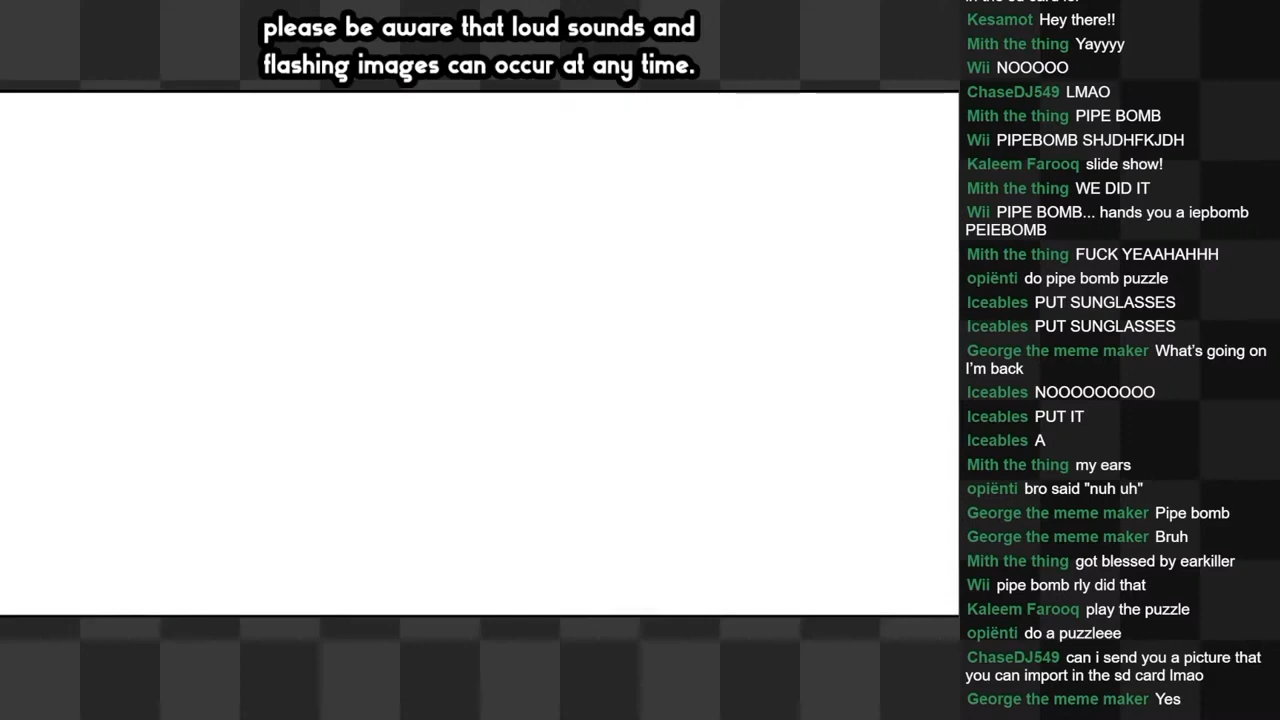 please be aware that loud sounds and
flashing images can occur at any time.
Kesamot Hey there!!
Mith the thing Yayyyy
Wii NOOOOO
ChaseDJ549 LMAO
Mith the thing PIPE BOMB
Wii PIPEBOMB SHJDHFKJDH
Kaleem Farooq slide show!
Mith the thing WE DID IT
Wii PIPE BOMB... hands you a iepbomb
PEIEBOMB
Mith the thing FUCK YEAAHAHHH
opiënti do pipe bomb puzzle
Iceables PUT SUNGLASSES
Iceables PUT SUNGLASSES
George the meme maker What’s going on
I’m back
Iceables NOOOOOOOOO
Iceables PUT IT
Iceables A
Mith the thing my ears
opiënti bro said "nuh uh"
George the meme maker Pipe bomb
George the meme maker Bruh
Mith the thing got blessed by earkiller
Wii pipe bomb rly did that
Kaleem Farooq play the puzzle
opiënti do a puzzleee
ChaseDJ549 can i send you a picture that
you can import in the sd card lmao
George the meme maker Yes